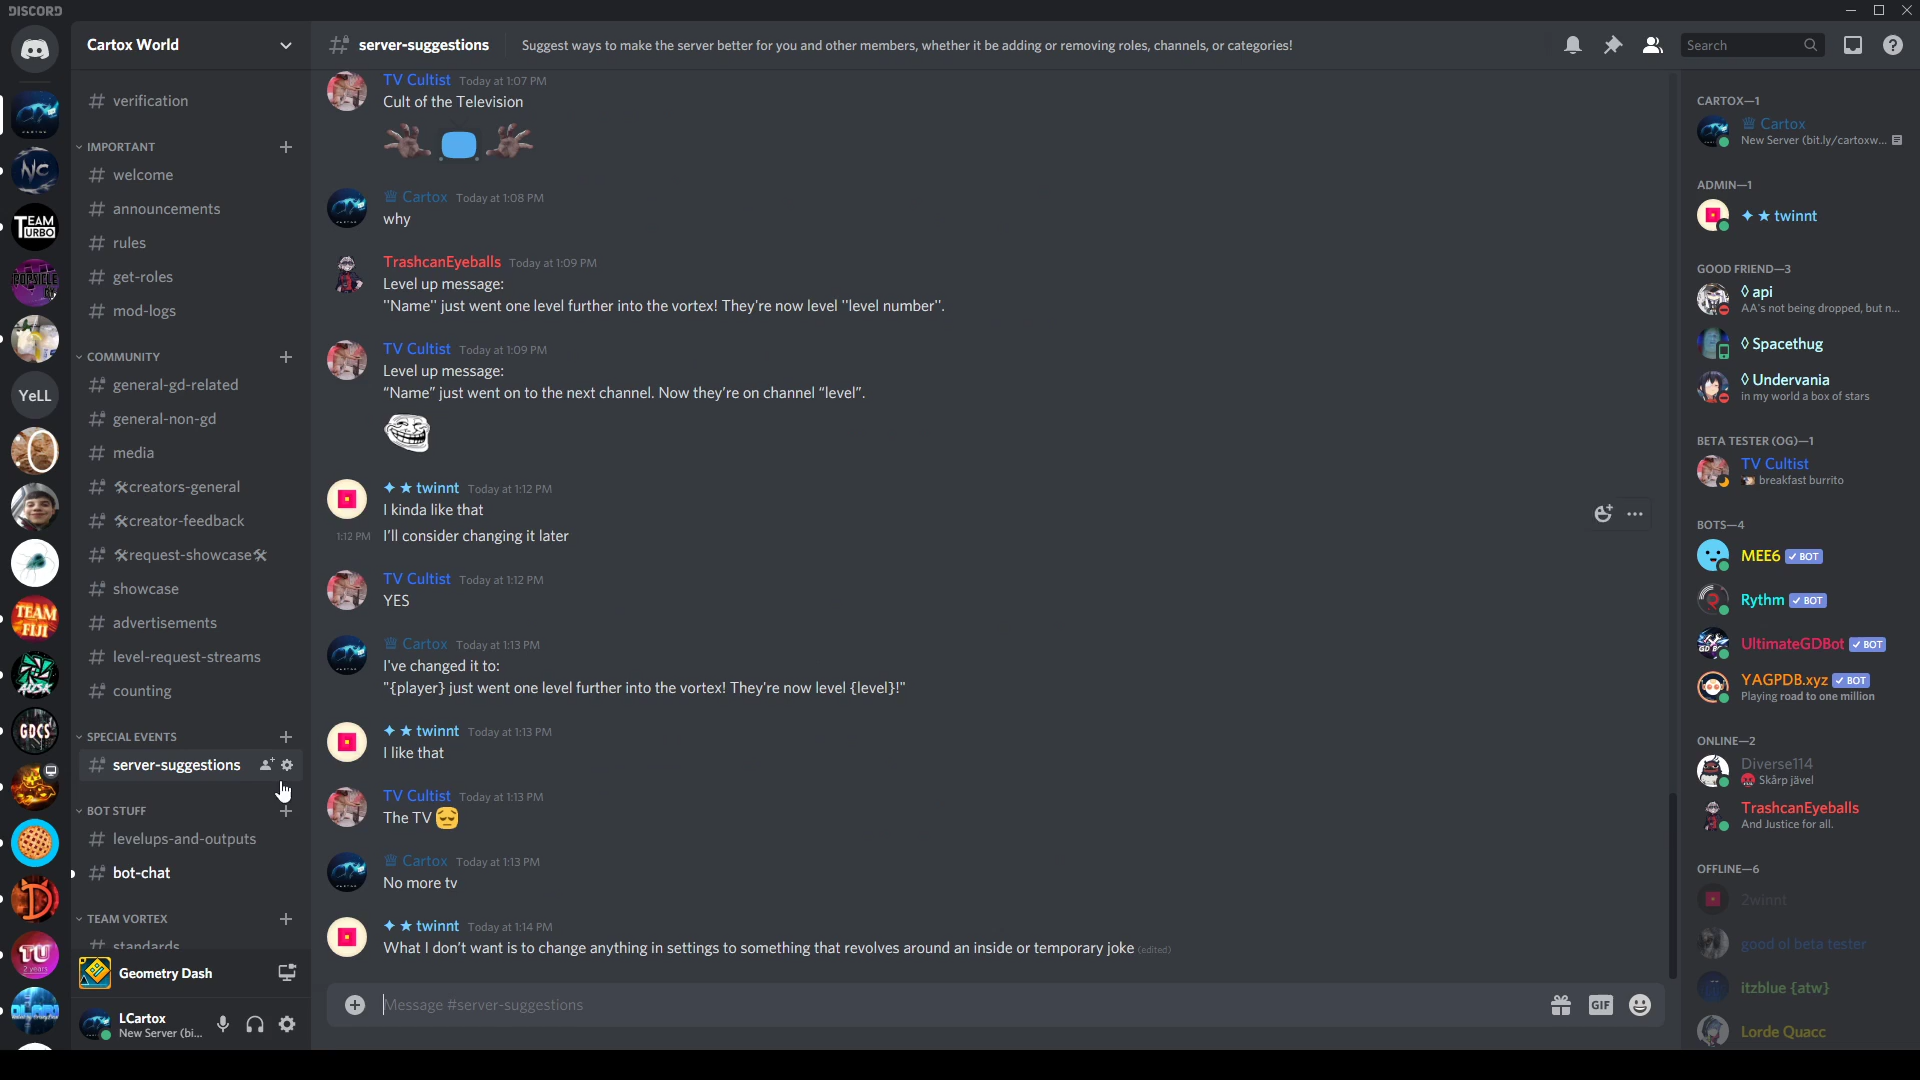 DISCORD
Cartox World
server-suggestions
Suggest ways to make the server better for you and other members, whether it be adding or removing roles, channels, or categories!
Search
NC
TEAM TURBO
POPSICLE
YeLL
TEAM FIJI
GDCS
TU
2 years
verification
IMPORTANT
welcome
announcements
rules
get-roles
mod-logs
COMMUNITY
general-gd-related
general-non-gd
media
🛠creators-general
🛠creator-feedback
🛠request-showcase🛠
showcase
advertisements
level-request-streams
counting
SPECIAL EVENTS
server-suggestions
BOT STUFF
levelups-and-outputs
bot-chat
TEAM VORTEX
standards
Geometry Dash
LCartox
New Server (bi...
TV Cultist Today at 1:07 PM
Cult of the Television
♕ Cartox Today at 1:08 PM
why
TrashcanEyeballs Today at 1:09 PM
Level up message:
"Name" just went one level further into the vortex! They're now level "level number".
TV Cultist Today at 1:09 PM
Level up message:
“Name” just went on to the next channel. Now they're on channel “level”.
✦ ★ twinnt Today at 1:12 PM
I kinda like that
1:12 PM I'll consider changing it later
TV Cultist Today at 1:12 PM
YES
♕ Cartox Today at 1:13 PM
I've changed it to:
"{player} just went one level further into the vortex! They're now level {level}!"
✦ ★ twinnt Today at 1:13 PM
I like that
TV Cultist Today at 1:13 PM
The TV 😔
♕ Cartox Today at 1:13 PM
No more tv
✦ ★ twinnt Today at 1:14 PM
What I don't want is to change anything in settings to something that revolves around an inside or temporary joke (edited)
Message #server-suggestions
GIF
CARTOX—1
♕ Cartox
New Server (bit.ly/cartoxw...
ADMIN—1
✦ ★ twinnt
GOOD FRIEND—3
◊ api
AA's not being dropped, but n...
◊ Spacethug
◊ Undervania
in my world a box of stars
BETA TESTER (OG)—1
TV Cultist
breakfast burrito
BOTS—4
MEE6 ✓ BOT
Rythm ✓ BOT
UltimateGDBot ✓ BOT
YAGPDB.xyz ✓ BOT
Playing road to one million
ONLINE—2
Diverse114
Skärp jävel
TrashcanEyeballs
And Justice for all.
OFFLINE—6
2winnt
good ol beta tester
itzblue {atw}
Lorde Quacc